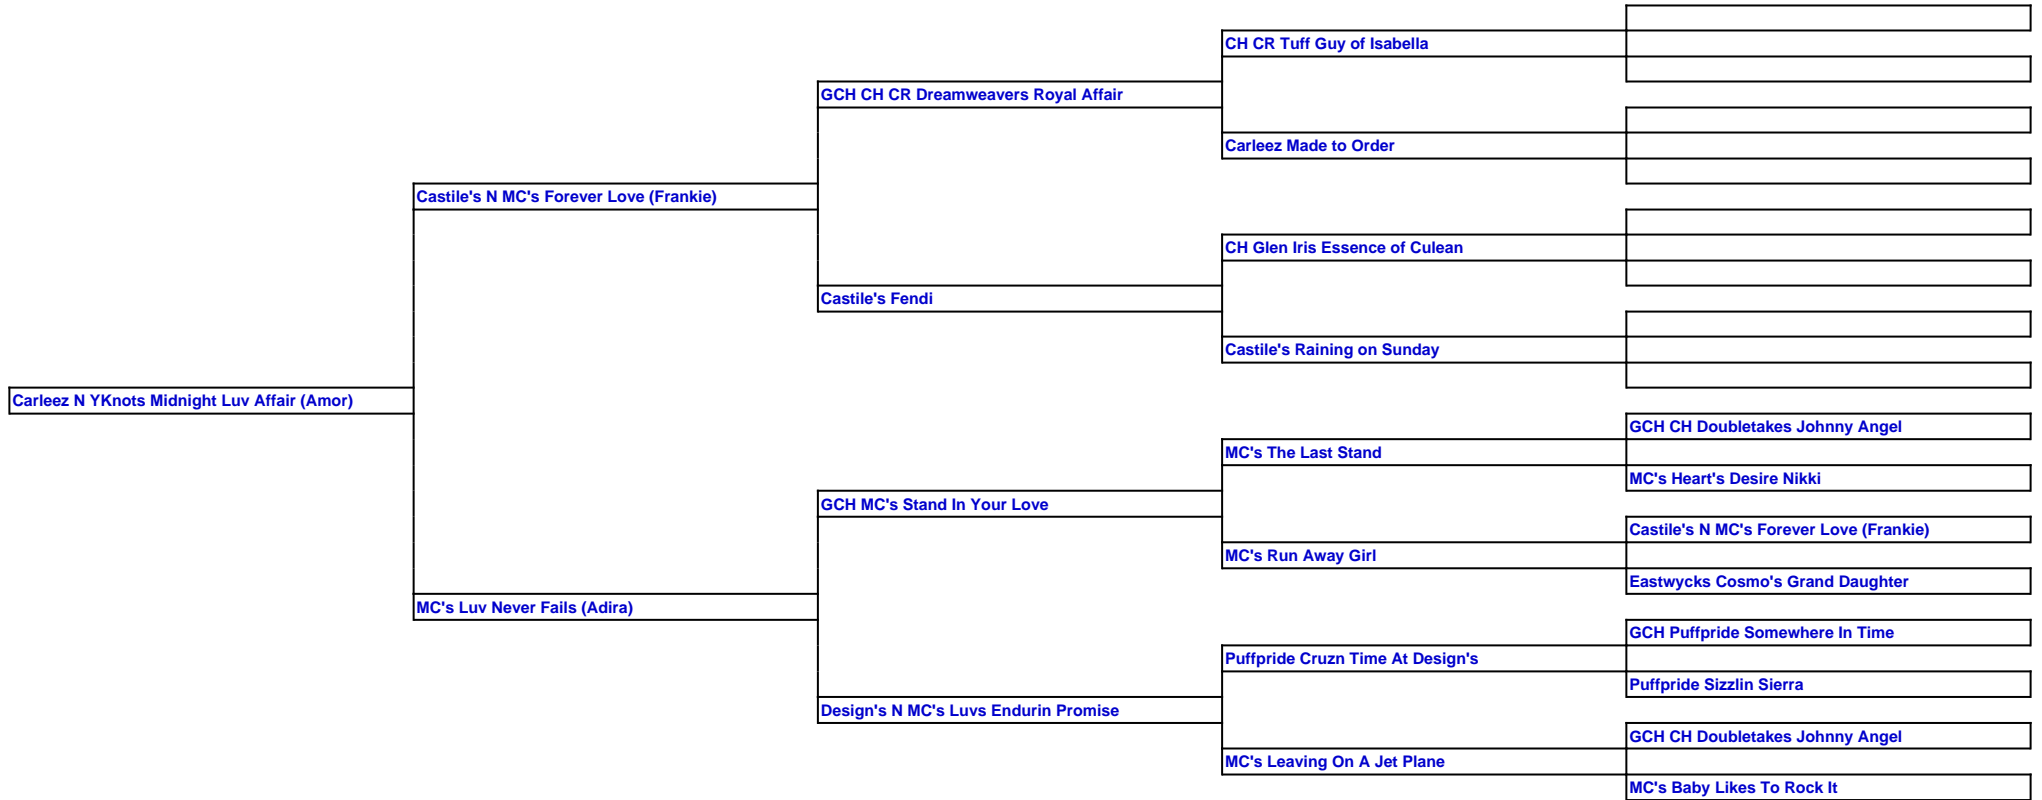 CH CR Tuff Guy of Isabella
GCH CH CR Dreamweavers Royal Affair
Carleez Made to Order
Castile's N MC's Forever Love (Frankie)
CH Glen Iris Essence of Culean
Castile's Fendi
Castile's Raining on Sunday
Carleez N YKnots Midnight Luv Affair (Amor)
GCH CH Doubletakes Johnny Angel
MC's The Last Stand
MC's Heart's Desire Nikki
GCH MC's Stand In Your Love
Castile's N MC's Forever Love (Frankie)
MC's Run Away Girl
Eastwycks Cosmo's Grand Daughter
MC's Luv Never Fails (Adira)
GCH Puffpride Somewhere In Time
Puffpride Cruzn Time At Design's
Puffpride Sizzlin Sierra
Design's N MC's Luvs Endurin Promise
GCH CH Doubletakes Johnny Angel
MC's Leaving On A Jet Plane
MC's Baby Likes To Rock It